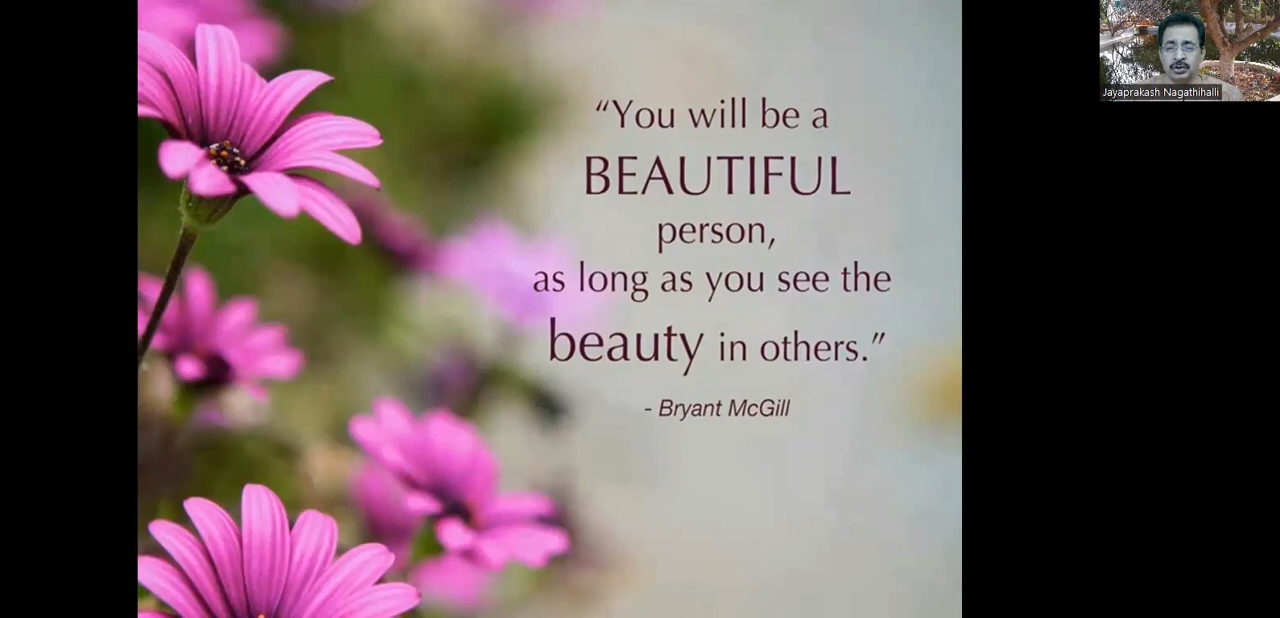 “You will be a
BEAUTIFUL
person,
as long as you see the
beauty in others.”
- Bryant McGill
Jayaprakash Nagathihalli